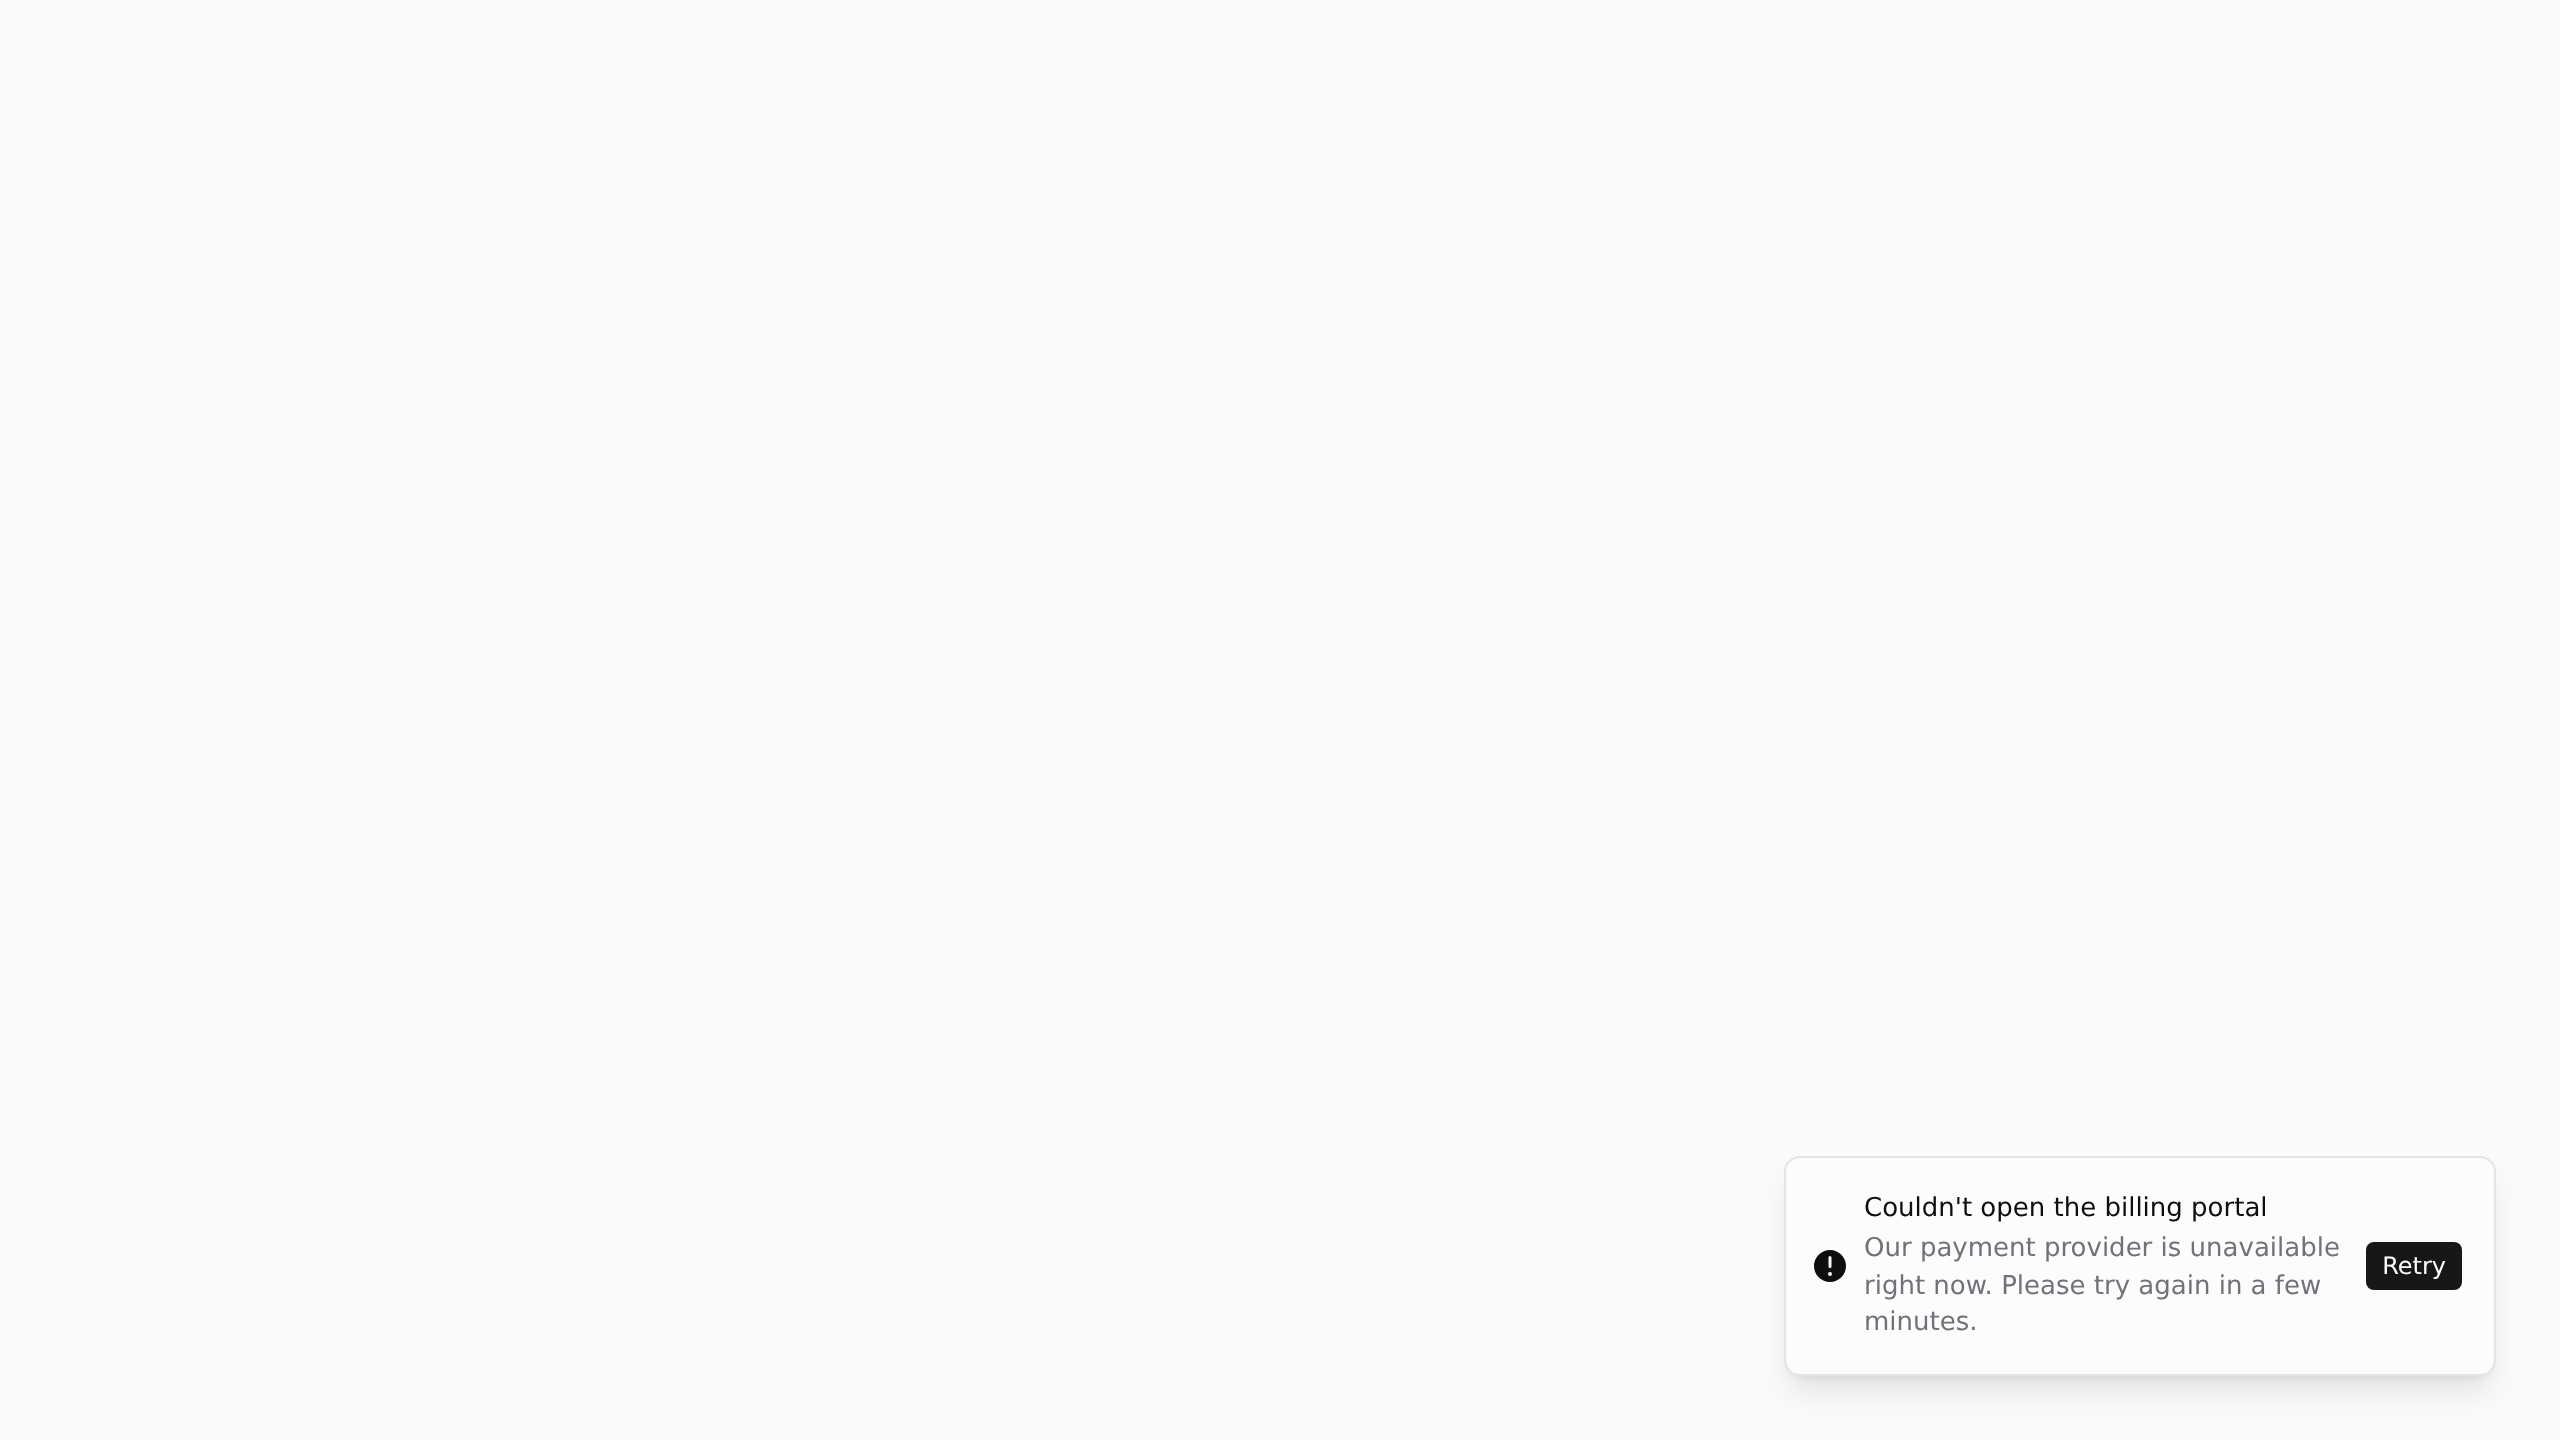 Couldn't open the billing portal
Our payment provider is unavailable
right now. Please try again in a few
minutes.
Retry